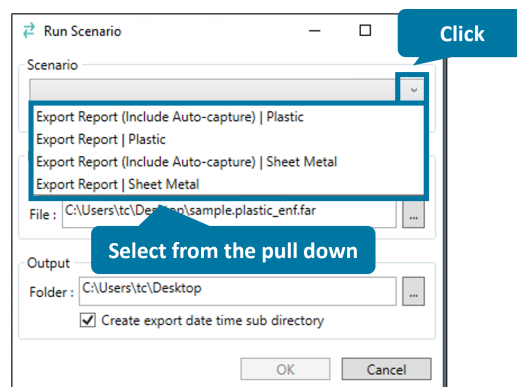 Run Scenario
Click
Scenario
Export Report (Include Auto-capture) | Plastic
Export Report | Plastic
Export Report (Include Auto-capture) | Sheet Metal
Export Report | Sheet Metal
File : C:\Users\tc\Desktop\sample.plastic_enf.far ...
Select from the pull down
Output
Folder : C:\Users\tc\Desktop ...
Create export date time sub directory
OK Cancel